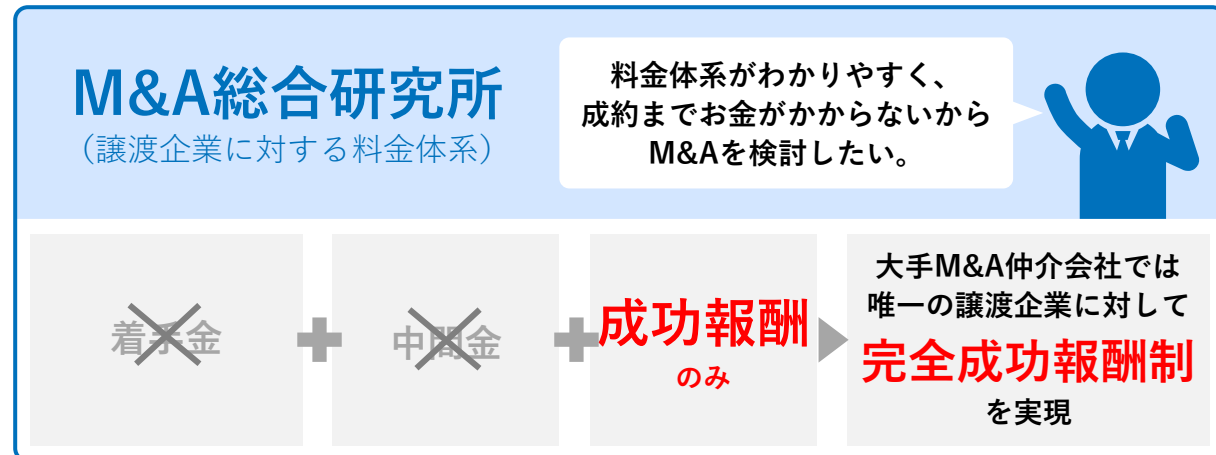 M&A総合研究所
（譲渡企業に対する料金体系）
料金体系がわかりやすく、
成約までお金がかからないから
M&Aを検討したい。
着手金
中間金
成功報酬
のみ
大手M&A仲介会社では
唯一の譲渡企業に対して
完全成功報酬制
を実現